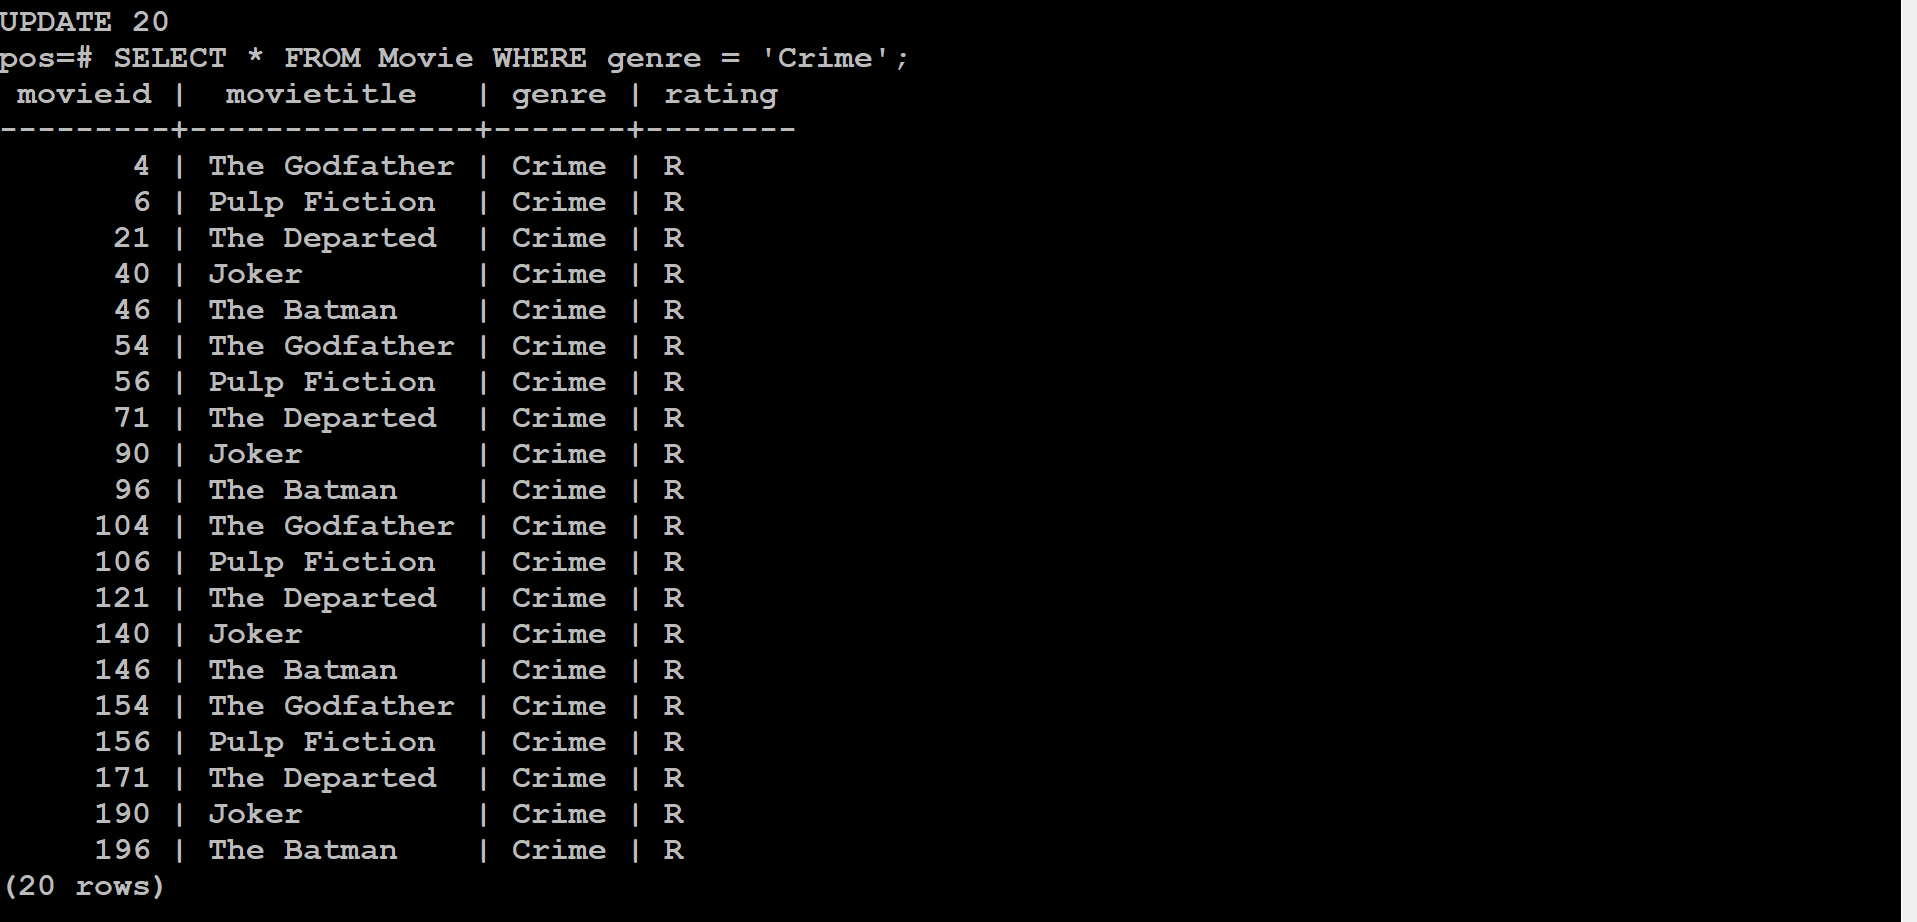 UPDATE 20
pos=# SELECT * FROM Movie WHERE genre = 'Crime';
 movieid |  movietitle   | genre | rating
---------+---------------+-------+--------
       4 | The Godfather | Crime | R
       6 | Pulp Fiction  | Crime | R
      21 | The Departed  | Crime | R
      40 | Joker         | Crime | R
      46 | The Batman    | Crime | R
      54 | The Godfather | Crime | R
      56 | Pulp Fiction  | Crime | R
      71 | The Departed  | Crime | R
      90 | Joker         | Crime | R
      96 | The Batman    | Crime | R
     104 | The Godfather | Crime | R
     106 | Pulp Fiction  | Crime | R
     121 | The Departed  | Crime | R
     140 | Joker         | Crime | R
     146 | The Batman    | Crime | R
     154 | The Godfather | Crime | R
     156 | Pulp Fiction  | Crime | R
     171 | The Departed  | Crime | R
     190 | Joker         | Crime | R
     196 | The Batman    | Crime | R
(20 rows)